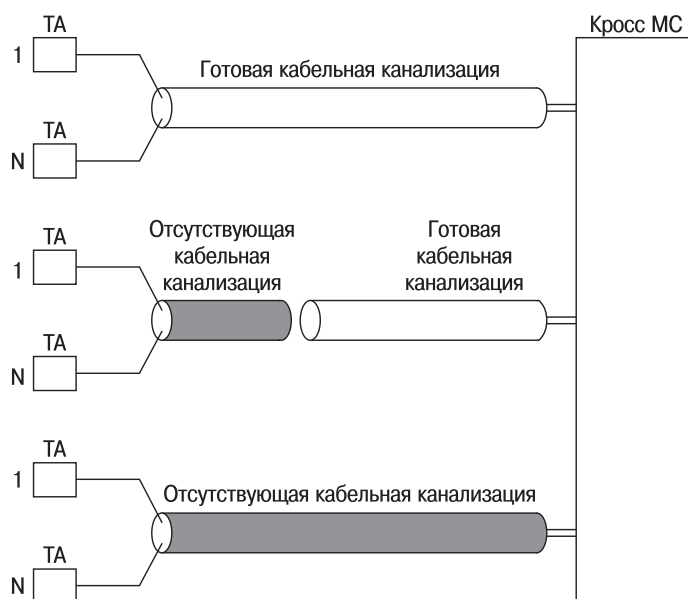 Кросс МС
ТА
1
Готовая кабельная канализация
ТА
N
ТА
1
Отсутствующая
кабельная
канализация
Готовая
кабельная
канализация
ТА
N
ТА
1
Отсутствующая кабельная канализация
ТА
N